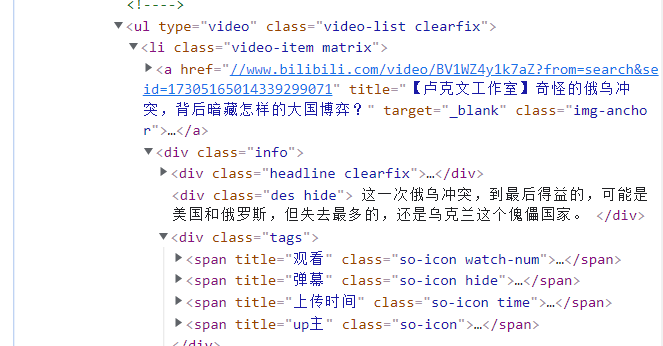 <!---->
▼<ul type="video" class="video-list clearfix">
▼<li class="video-item matrix">
▶<a href="//www.bilibili.com/video/BV1WZ4y1k7aZ?from=search&se
id=17305165014339299071" title="【卢克文工作室】奇怪的俄乌冲
突，背后暗藏怎样的大国博弈？" target="_blank" class="img-ancho
r">…</a>
▼<div class="info">
▶<div class="headline clearfix">…</div>
<div class="des hide"> 这一次俄乌冲突，到最后得益的，可能是
美国和俄罗斯，但失去最多的，还是乌克兰这个傀儡国家。 </div>
▼<div class="tags">
▶<span title="观看" class="so-icon watch-num">…</span>
▶<span title="弹幕" class="so-icon hide">…</span>
▶<span title="上传时间" class="so-icon time">…</span>
▶<span title="up主" class="so-icon">…</span>
</div>